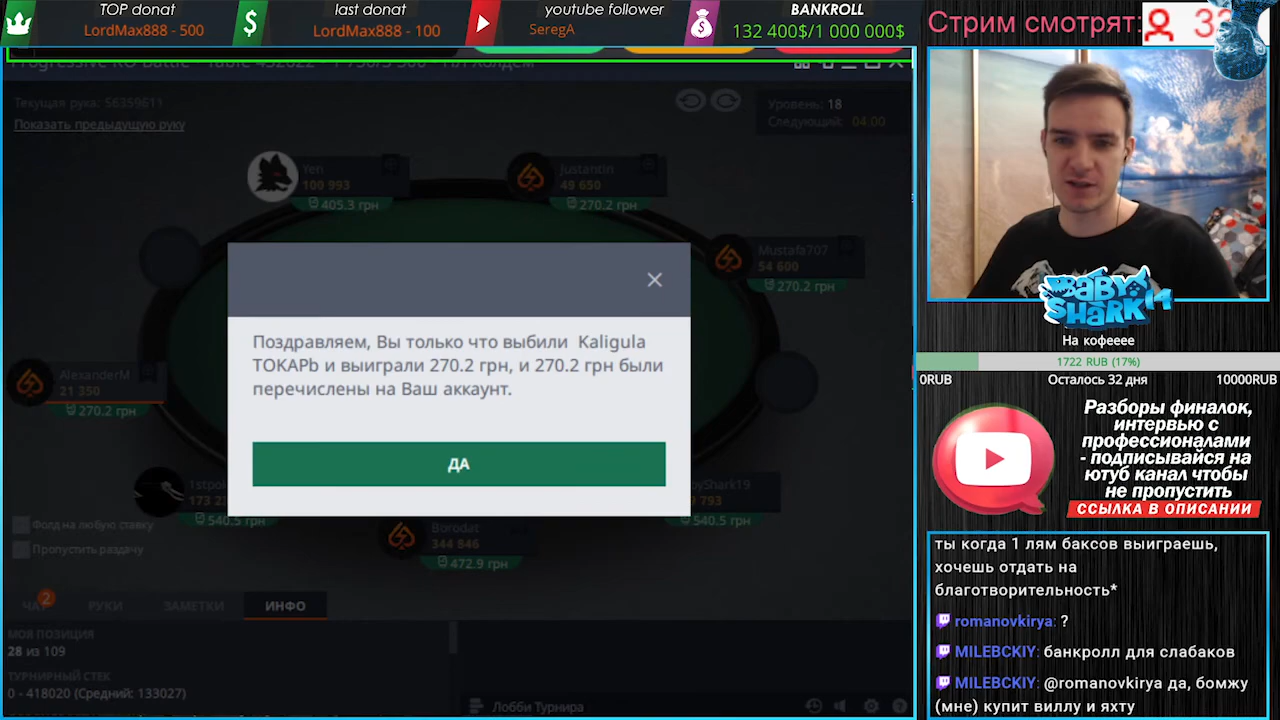 TOP donat
LordMax888 - 500
last donat
LordMax888 - 100
youtube follower
SeregA
BANKROLL
132 400$/1 000 000$
Стрим смотрят:
Текущая рука: 56359611
Показать предыдущую руку
Уровень: 18
Следующий: 04:00
Yen
109 993
405.3 грн
Justantin
49 650
270.2 грн
Mustafa707
54 600
270.2 грн
AlexanderM
21 350
270.2 грн
Поздравляем, Вы только что выбили Kaligula
TOKAPb и выиграли 270.2 грн, и 270.2 грн были
перечислены на Ваш аккаунт.
ДА
540.5 грн
Borodat
344 846
472.9 грн
540.5 грн
Фолд на любую ставку
Пропустить раздачу
2
РУКИ
ЗАМЕТКИ
ИНФО
МОЯ ПОЗИЦИЯ
28 из 109
ТУРНИРНЫЙ СТЕК
0 - 418020 (Средний: 133027)
Лобби Турнира
BABY
SHARK 19
На кофееее
1722 RUB (17%)
0RUB
Осталось 32 дня
10000RUB
Разборы финалок,
интервью с
профессионалами
- подписывайся на
ютуб канал чтобы
не пропустить
ССЫЛКА В ОПИСАНИИ
ты когда 1 лям баксов выиграешь,
хочешь отдать на
благотворительность*
romanovkirya: ?
MILEBCKIY: банкролл для слабаков
MILEBCKIY: @romanovkirya да, бомжу
(мне) купит виллу и яхту